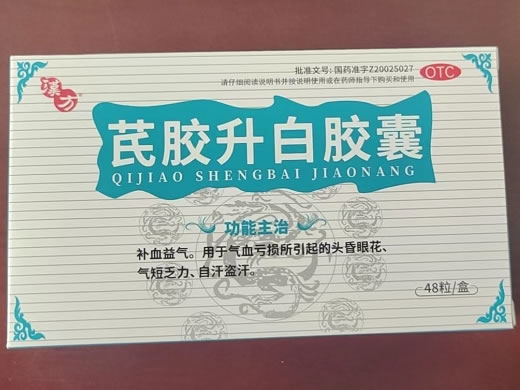 批准文号：国药准字Z20025027
OTC
请仔细阅读说明书并按说明使用或在药师指导下购买和使用
漢方
芪胶升白胶囊
QIJIAO SHENGBAI JIAONANG
功能主治
补血益气。用于气血亏损所引起的头昏眼花、
气短乏力、自汗盗汗。
48粒/盒